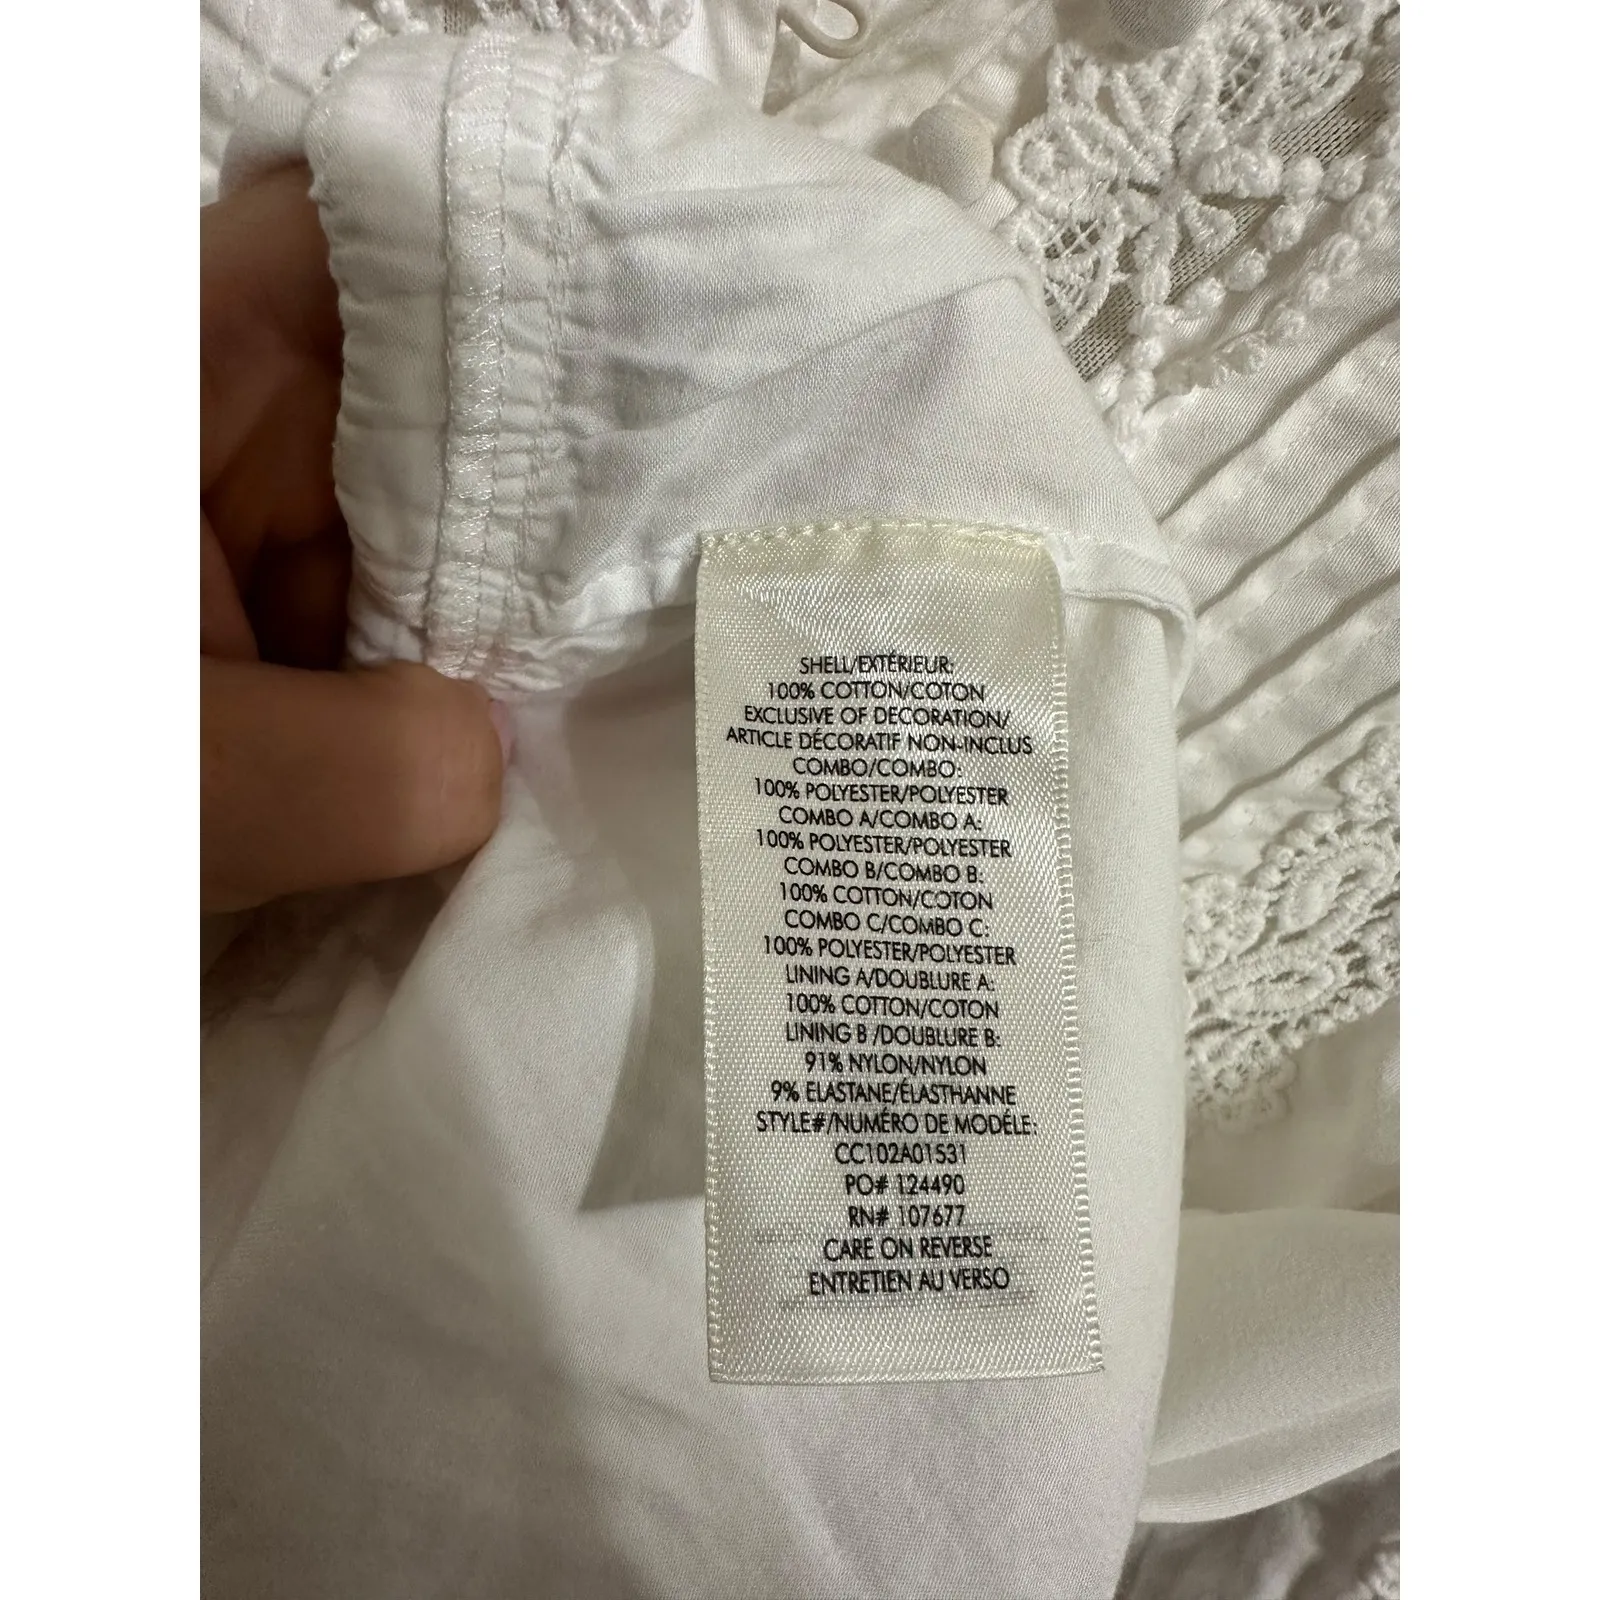 SHELL/EXTÉRIEUR:
100% COTTON/COTON
EXCLUSIVE OF DECORATION/
ARTICLE DÉCORATIF NON-INCLUS
COMBO/COMBO:
100% POLYESTER/POLYESTER
COMBO A/COMBO A:
100% POLYESTER/POLYESTER
COMBO B/COMBO B:
100% COTTON/COTON
COMBO C/COMBO C:
100% POLYESTER/POLYESTER
LINING A/DOUBLURE A:
100% COTTON/COTON
LINING B /DOUBLURE B:
91% NYLON/NYLON
9% ELASTANE/ÉLASTHANNE
STYLE#/NUMÉRO DE MODÉLE:
CC102A01531
PO# 124490
RN# 107677
CARE ON REVERSE
ENTRETIEN AU VERSO